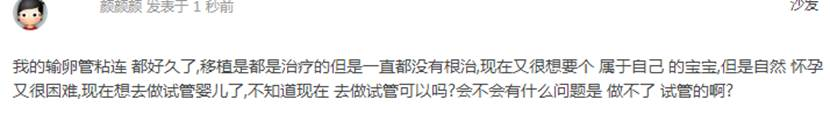 颜颜颜 发表于 1 秒前
沙发
我的输卵管粘连 都好久了,移植是都是治疗的但是一直都没有根治,现在又很想要个 属于自己 的宝宝,但是自然 怀孕
又很困难,现在想去做试管婴儿了,不知道现在 去做试管可以吗?会不会有什么问题是 做不了 试管的啊?